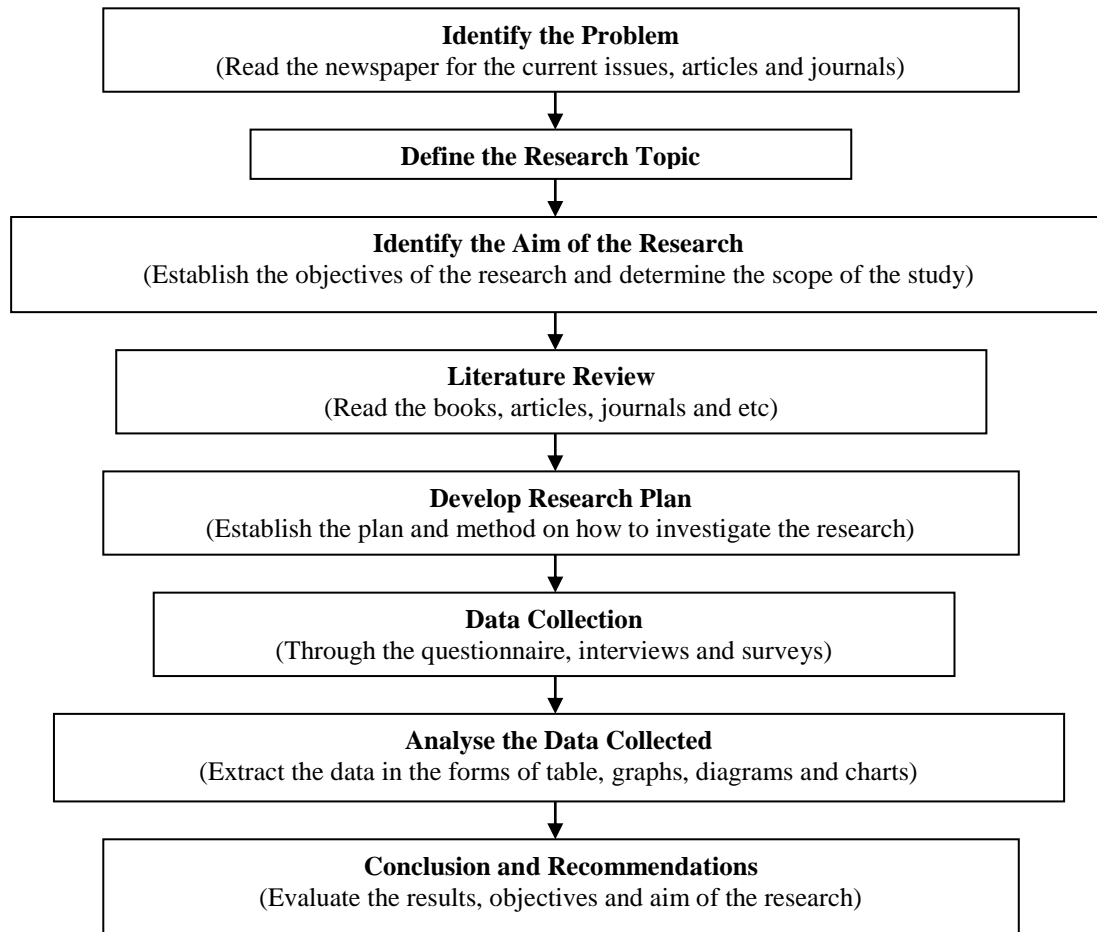 Identify the Problem
(Read the newspaper for the current issues, articles and journals)
Define the Research Topic
Identify the Aim of the Research
(Establish the objectives of the research and determine the scope of the study)
Literature Review
(Read the books, articles, journals and etc)
Develop Research Plan
(Establish the plan and method on how to investigate the research)
Data Collection
(Through the questionnaire, interviews and surveys)
Analyse the Data Collected
(Extract the data in the forms of table, graphs, diagrams and charts)
Conclusion and Recommendations
(Evaluate the results, objectives and aim of the research)